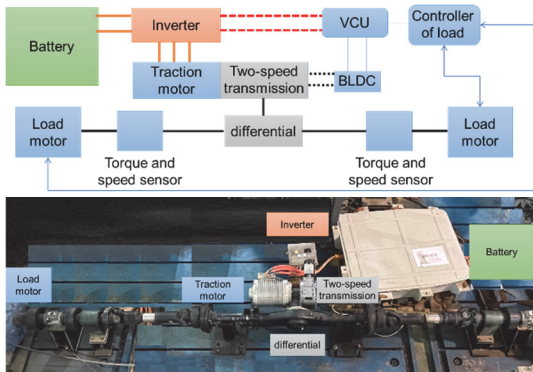 Battery
Inverter
VCU
Controller
of load
Traction
motor
Two-speed
transmission
BLDC
Load
motor
differential
Load
motor
Torque and
speed sensor
Torque and
speed sensor
Inverter
Battery
Load
motor
Traction
motor
Two-speed
transmission
differential